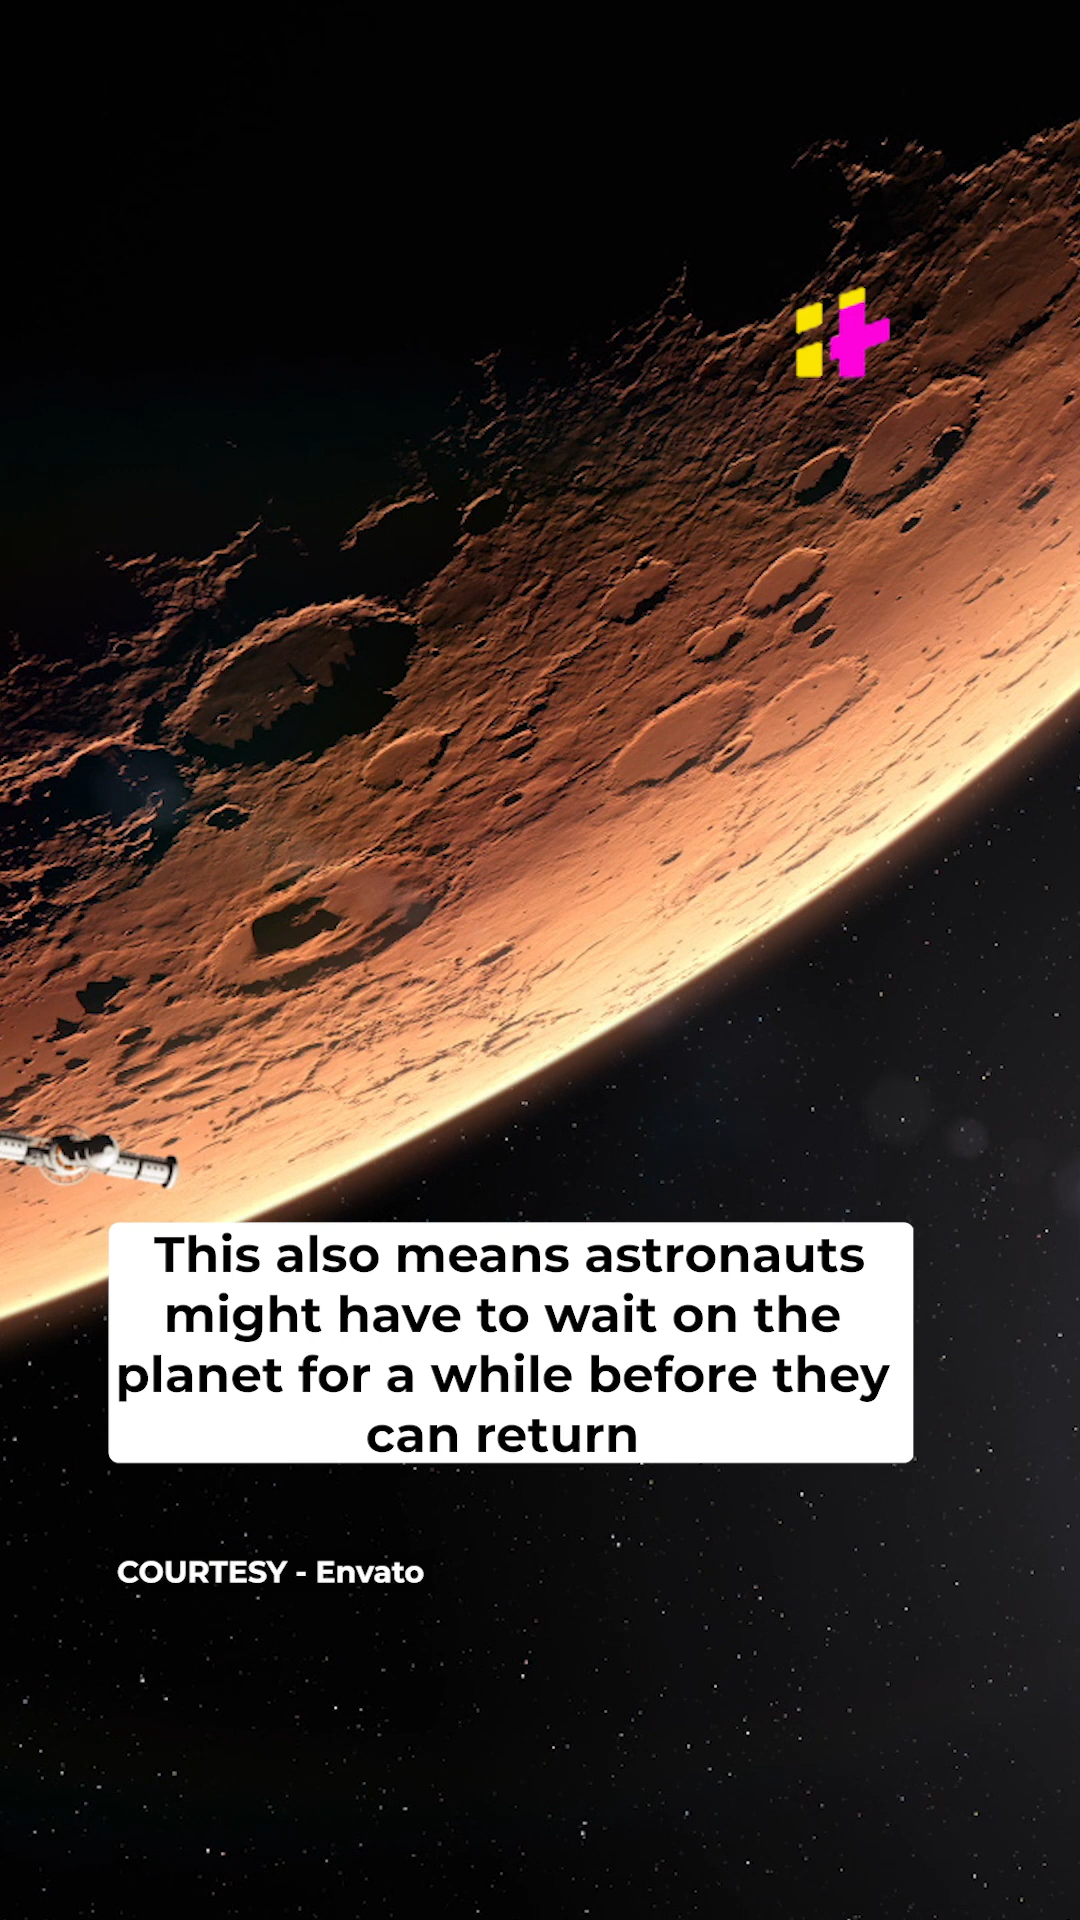 This also means astronauts
might have to wait on the
planet for a while before they
can return
COURTESY - Envato